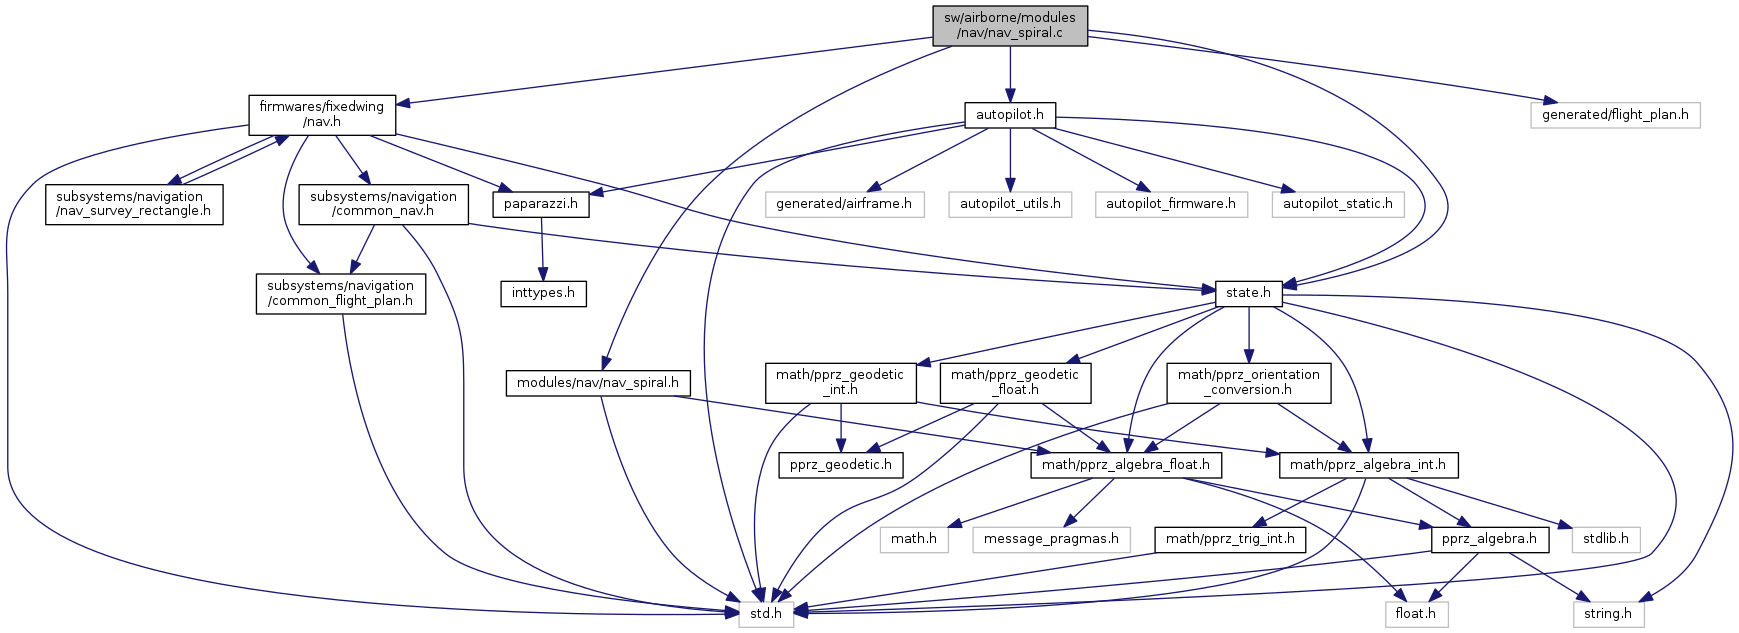 sw/airborne/modules
/nav/nav_spiral.c
firmwares/fixedwing
/nav.h
autopilot.h
generated/flight_plan.h
subsystems/navigation
/nav_survey_rectangle.h
subsystems/navigation
/common_nav.h
paparazzi.h
generated/airframe.h
autopilot_utils.h
autopilot_firmware.h
autopilot_static.h
subsystems/navigation
/common_flight_plan.h
inttypes.h
state.h
modules/nav/nav_spiral.h
math/pprz_geodetic
_int.h
math/pprz_geodetic
_float.h
math/pprz_orientation
_conversion.h
pprz_geodetic.h
math/pprz_algebra_float.h
math/pprz_algebra_int.h
math.h
message_pragmas.h
math/pprz_trig_int.h
pprz_algebra.h
stdlib.h
std.h
float.h
string.h